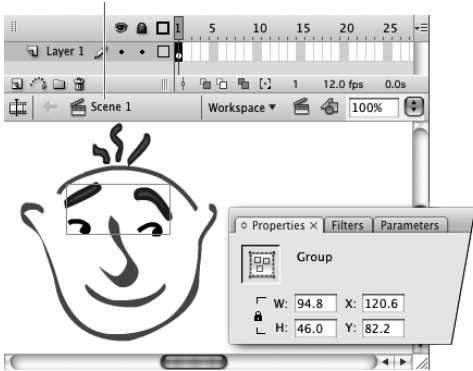 1 5 10 15 20 25
Layer 1
1 12.0 fps 0.0s
Scene 1 Workspace 100%
Properties × Filters Parameters
Group
W: 94.8 X: 120.6
H: 46.0 Y: 82.2